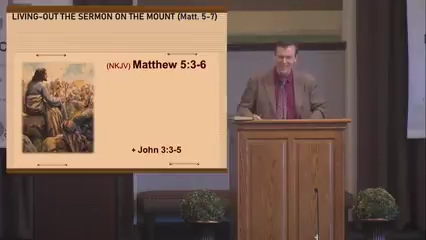 LIVING-OUT THE SERMON ON THE MOUNT (Matt. 5-7)
(NKJV) Matthew 5:3-6
+ John 3:3-5